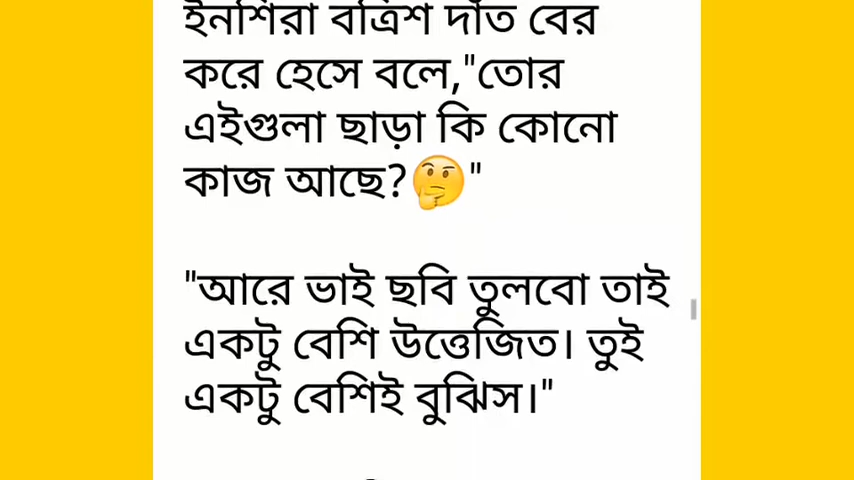 ইনশিরা বত্রিশ দাঁত বের
করে হেসে বলে,"তোর
এইগুলা ছাড়া কি কোনো
কাজ আছে?🤔"
"আরে ভাই ছবি তুলবো তাই
একটু বেশি উত্তেজিত। তুই
একটু বেশিই বুঝিস।"